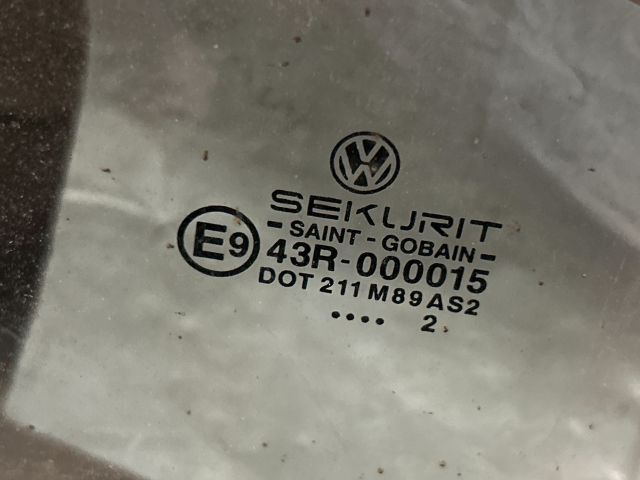 SEKURIT
- SAINT - GOBAIN -
E9 43R-000015
DOT 211 M89 AS2
.... 2